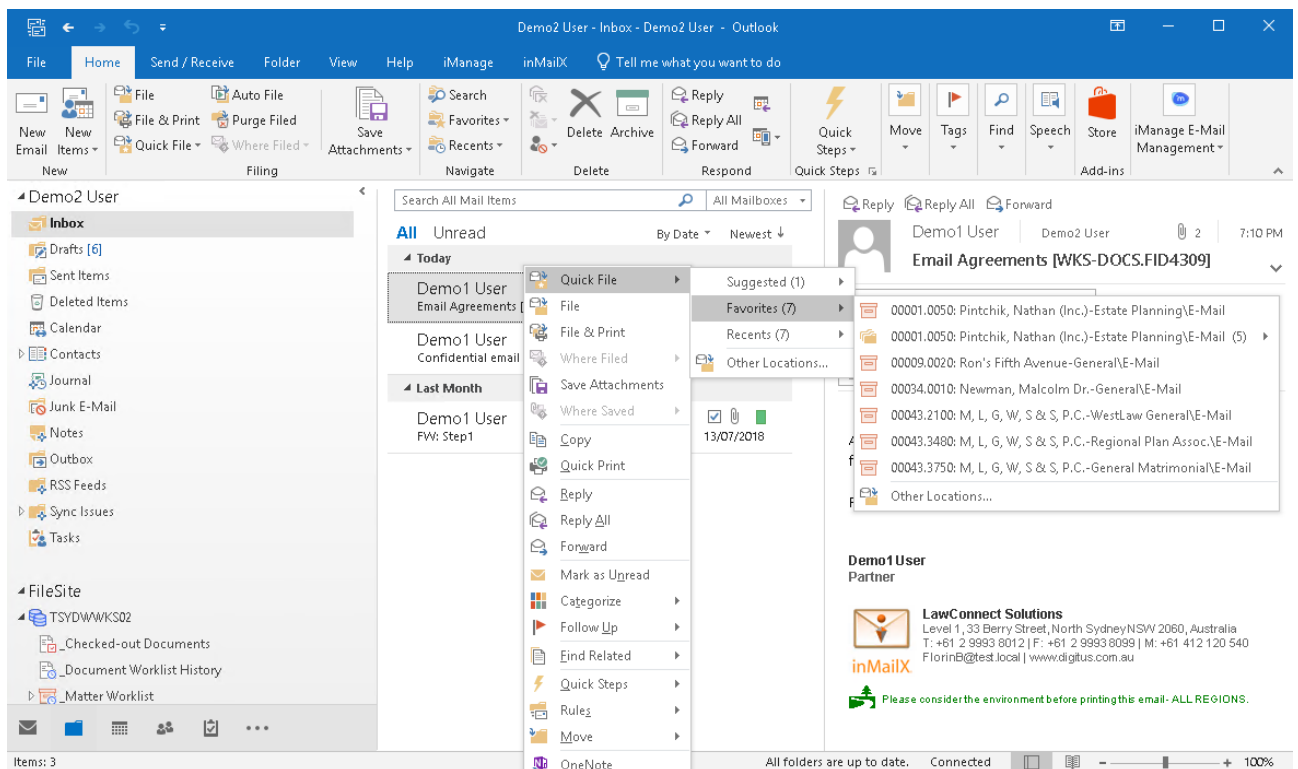 Demo2 User - Inbox - Demo2 User - Outlook
File Home Send / Receive Folder View Help iManage inMailX Tell me what you want to do
New Email
New Items
New
File
File & Print
Quick File
Auto File
Purge Filed
Where Filed
Filing
Save Attachments
Search
Favorites
Recents
Navigate
Delete Archive
Delete
Reply
Reply All
Forward
Respond
Quick Steps
Quick Steps
Move
Tags
Find
Speech
Store
Add-ins
iManage E-Mail Management
Demo2 User
Inbox
Drafts [6]
Sent Items
Deleted Items
Calendar
Contacts
Journal
Junk E-Mail
Notes
Outbox
RSS Feeds
Sync Issues
Tasks
FileSite
TSYDWWKS02
_Checked-out Documents
_Document Worklist History
_Matter Worklist
Search All Mail Items All Mailboxes
All Unread By Date Newest
Today
Demo1 User
Email Agreements [
Demo1 User
Confidential email
Last Month
Demo1 User
FW: Step1 13/07/2018
Quick File
File
File & Print
Where Filed
Save Attachments
Where Saved
Copy
Quick Print
Reply
Reply All
Forward
Mark as Unread
Categorize
Follow Up
Find Related
Quick Steps
Rules
Move
OneNote
Suggested (1)
Favorites (7)
Recents (7)
Other Locations...
00001.0050: Pintchik, Nathan (Inc.)-Estate Planning\E-Mail
00001.0050: Pintchik, Nathan (Inc.)-Estate Planning\E-Mail (5)
00009.0020: Ron's Fifth Avenue-General\E-Mail
00034.0010: Newman, Malcolm Dr.-General\E-Mail
00043.2100: M, L, G, W, S & S, P.C.-WestLaw General\E-Mail
00043.3480: M, L, G, W, S & S, P.C.-Regional Plan Assoc.\E-Mail
00043.3750: M, L, G, W, S & S, P.C.-General Matrimonial\E-Mail
Other Locations...
Reply Reply All Forward
Demo1 User Demo2 User 2 7:10 PM
Email Agreements [WKS-DOCS.FID4309]
Demo1 User
Partner
inMailX
LawConnect Solutions
Level 1, 33 Berry Street, North Sydney NSW 2060, Australia
T: +61 2 9993 8012 | F: +61 2 9993 8099 | M: +61 412 120 540
FlorinB@test.local | www.digitus.com.au
Please consider the environment before printing this email - ALL REGIONS.
Items: 3 All folders are up to date. Connected 100%